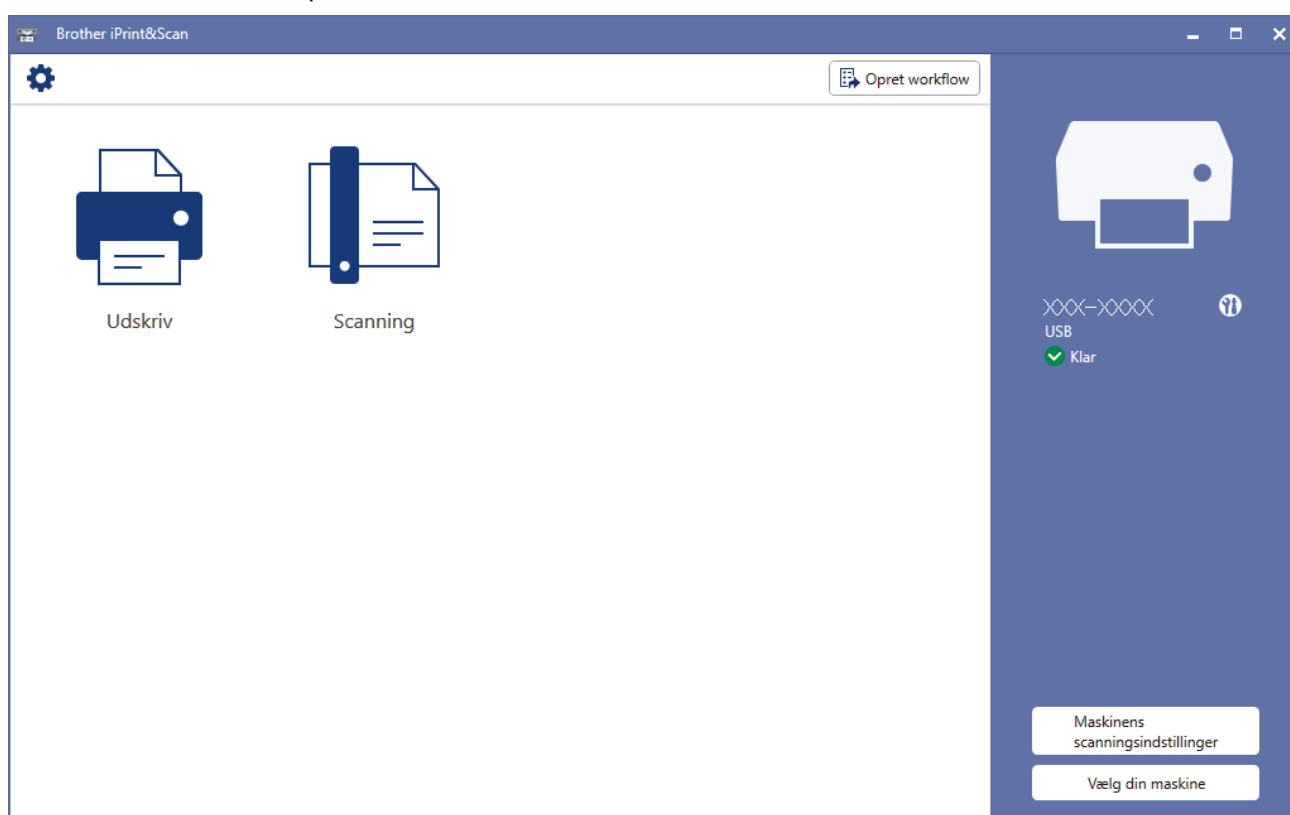 Brother iPrint&Scan
Opret workflow
Udskriv
Scanning
XXX-XXXX
USB
Klar
Maskinens
scanningsindstillinger
Vælg din maskine